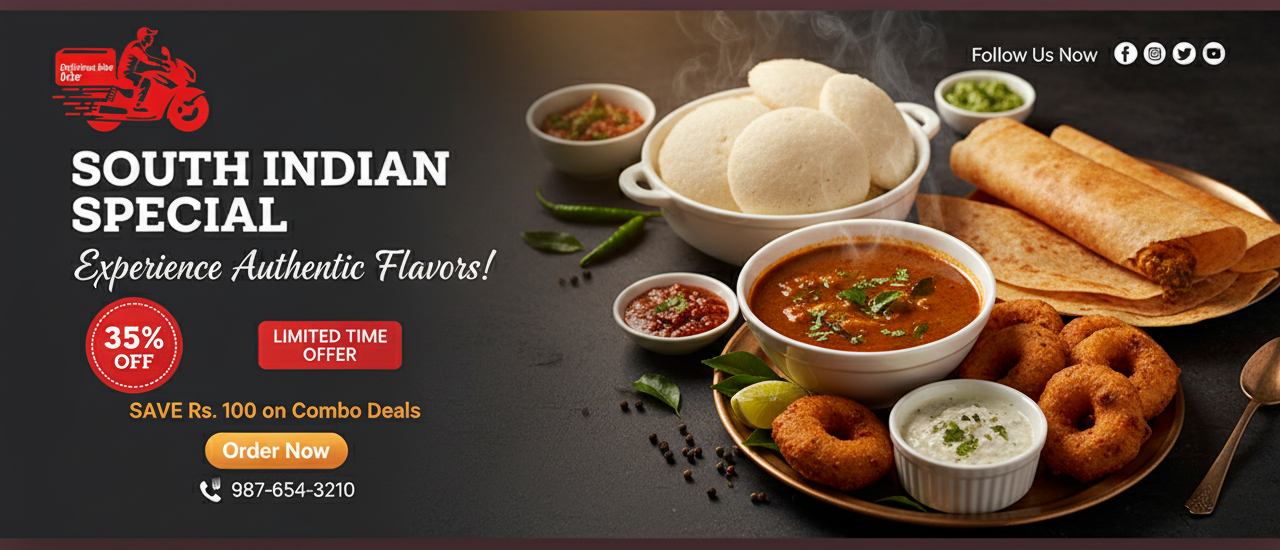 SOUTH INDIAN
SPECIAL
Experience Authentic Flavors!
35%
OFF
LIMITED TIME
OFFER
SAVE Rs. 100 on Combo Deals
Order Now
987-654-3210
Follow Us Now